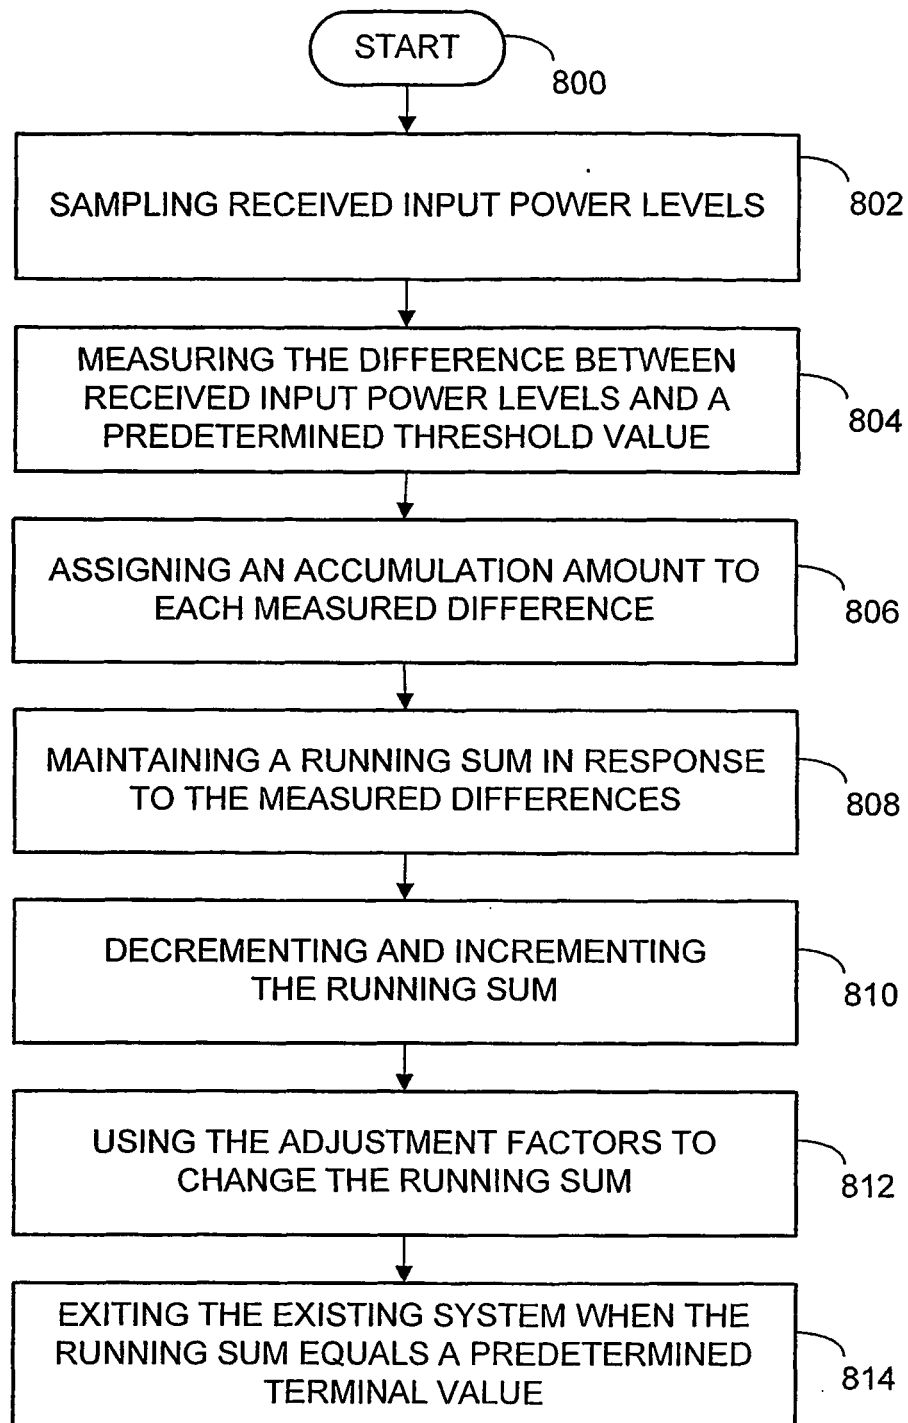 START
800
SAMPLING RECEIVED INPUT POWER LEVELS
802
MEASURING THE DIFFERENCE BETWEEN
RECEIVED INPUT POWER LEVELS AND A
PREDETERMINED THRESHOLD VALUE
804
ASSIGNING AN ACCUMULATION AMOUNT TO
EACH MEASURED DIFFERENCE
806
MAINTAINING A RUNNING SUM IN RESPONSE
TO THE MEASURED DIFFERENCES
808
DECREMENTING AND INCREMENTING
THE RUNNING SUM
810
USING THE ADJUSTMENT FACTORS TO
CHANGE THE RUNNING SUM
812
EXITING THE EXISTING SYSTEM WHEN THE
RUNNING SUM EQUALS A PREDETERMINED
TERMINAL VALUE
814